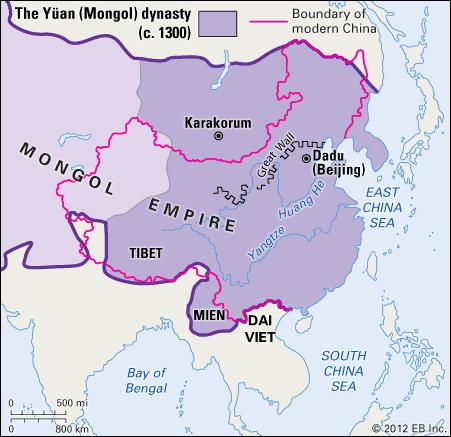 The Yüan (Mongol) dynasty
(c. 1300)
Boundary of
modern China
Karakorum
Great Wall
Dadu
(Beijing)
MONGOL
EMPIRE
Huang He
EAST
CHINA
SEA
Yangtze
TIBET
MIEN
DAI
VIET
Bay of
Bengal
SOUTH
CHINA
SEA
0 500 mi
0 800 km
© 2012 EB Inc.